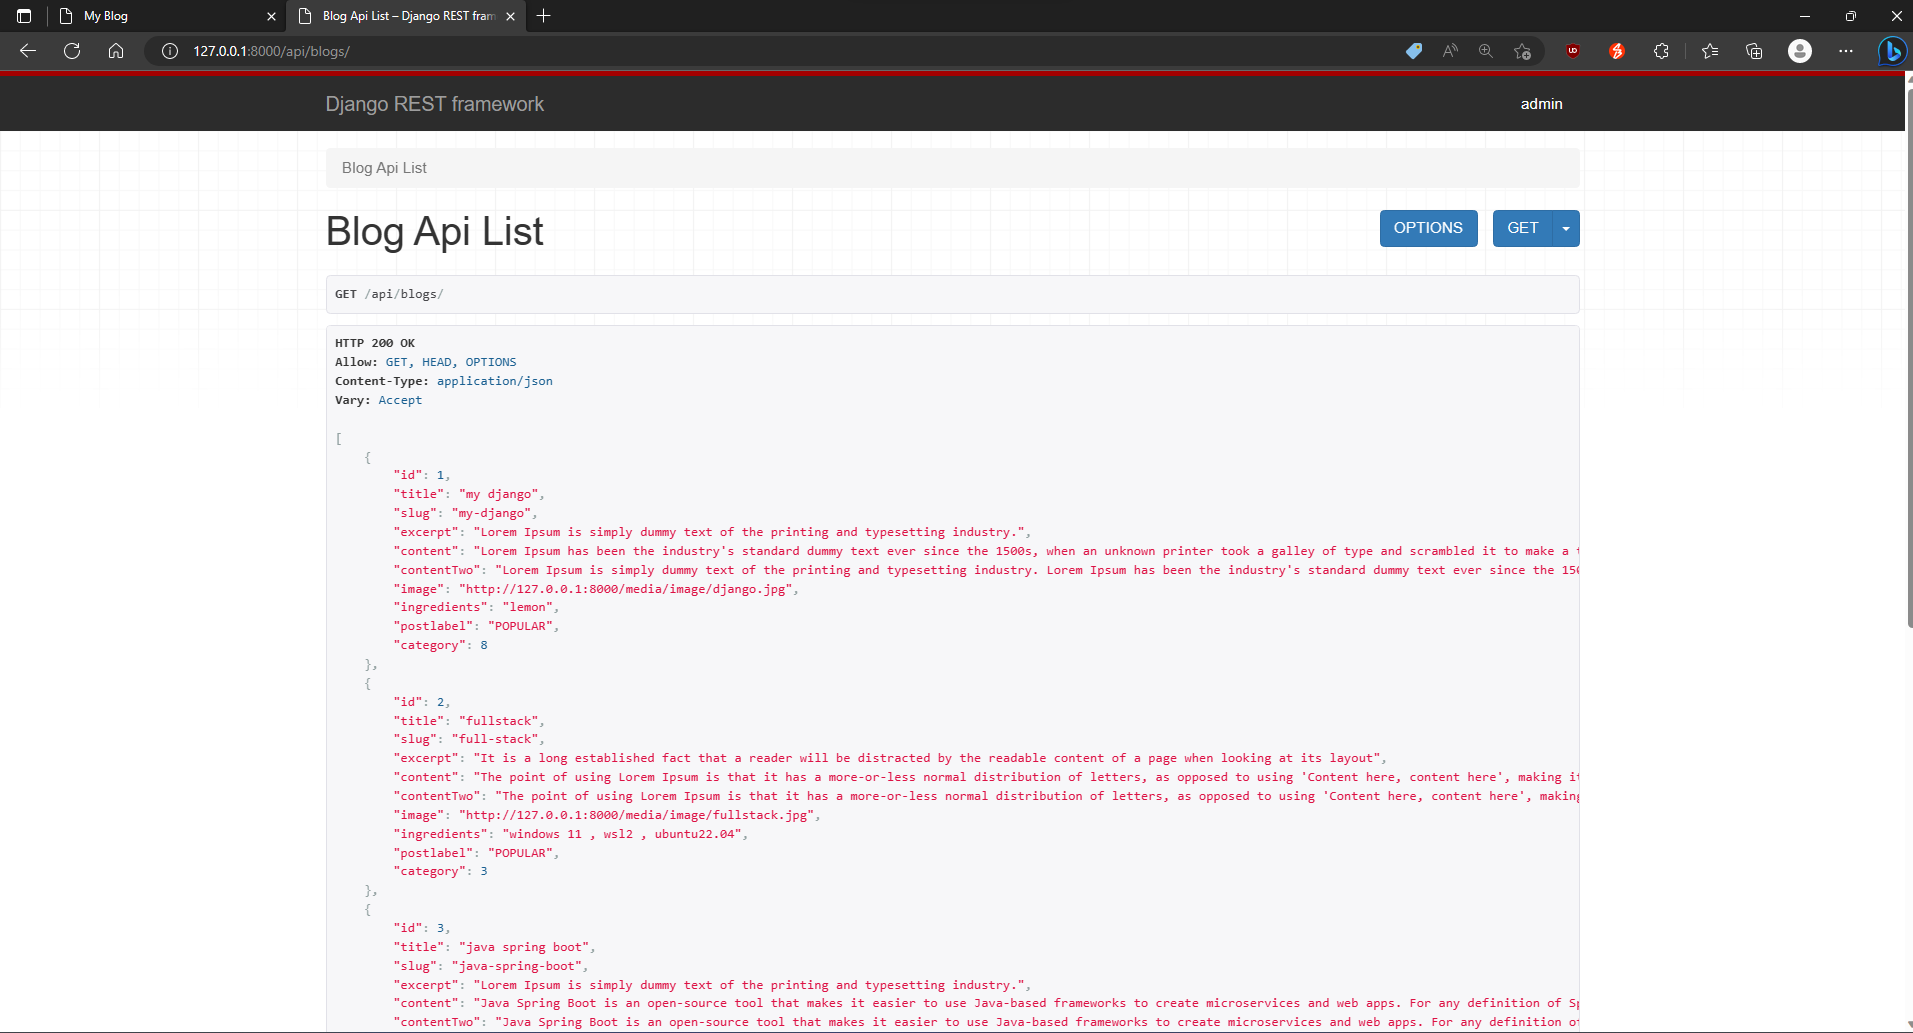 My Blog
Blog Api List – Django REST fram
127.0.0.1:8000/api/blogs/
Django REST framework
admin
Blog Api List
Blog Api List
OPTIONS
GET
GET /api/blogs/
HTTP 200 OK
Allow: GET, HEAD, OPTIONS
Content-Type: application/json
Vary: Accept
[
{
"id": 1,
"title": "my django",
"slug": "my-django",
"excerpt": "Lorem Ipsum is simply dummy text of the printing and typesetting industry.",
"content": "Lorem Ipsum has been the industry's standard dummy text ever since the 1500s, when an unknown printer took a galley of type and scrambled it to make a
"contentTwo": "Lorem Ipsum is simply dummy text of the printing and typesetting industry. Lorem Ipsum has been the industry's standard dummy text ever since the
"image": "http://127.0.0.1:8000/media/image/django.jpg",
"ingredients": "lemon",
"postlabel": "POPULAR",
"category": 8
},
{
"id": 2,
"title": "fullstack",
"slug": "full-stack",
"excerpt": "It is a long established fact that a reader will be distracted by the readable content of a page when looking at its layout",
"content": "The point of using Lorem Ipsum is that it has a more-or-less normal distribution of letters, as opposed to using 'Content here, content here', making
"contentTwo": "The point of using Lorem Ipsum is that it has a more-or-less normal distribution of letters, as opposed to using 'Content here, content here', making
"image": "http://127.0.0.1:8000/media/image/fullstack.jpg",
"ingredients": "windows 11 , wsl2 , ubuntu22.04",
"postlabel": "POPULAR",
"category": 3
},
{
"id": 3,
"title": "java spring boot",
"slug": "java-spring-boot",
"excerpt": "Lorem Ipsum is simply dummy text of the printing and typesetting industry.",
"content": "Java Spring Boot is an open-source tool that makes it easier to use Java-based frameworks to create microservices and web apps. For any definition of
"contentTwo": "Java Spring Boot is an open-source tool that makes it easier to use Java-based frameworks to create microservices and web apps. For any definition